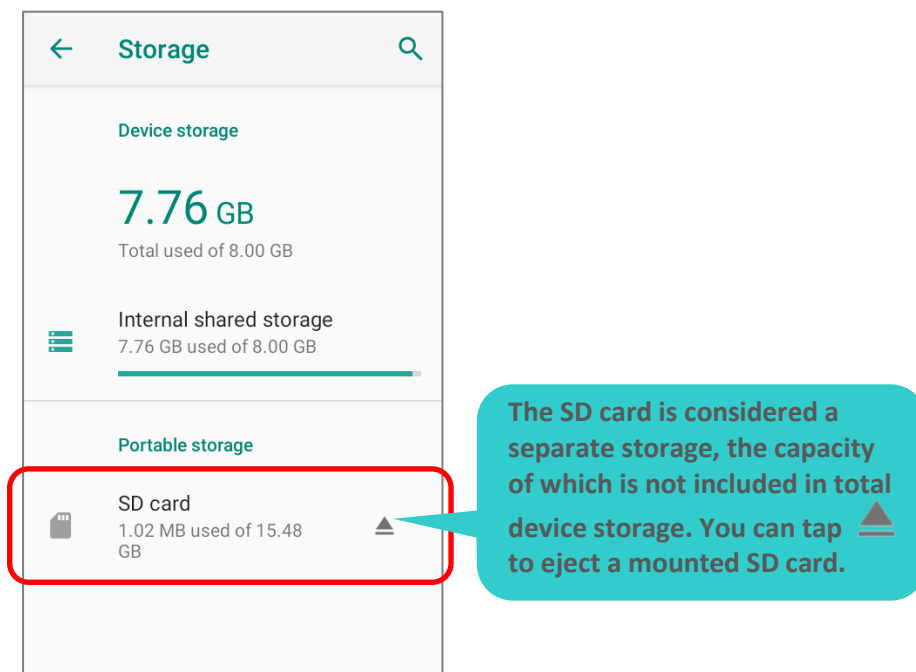 Storage
Device storage
7.76 GB
Total used of 8.00 GB
Internal shared storage
7.76 GB used of 8.00 GB
Portable storage
SD card
1.02 MB used of 15.48
GB
The SD card is considered a
separate storage, the capacity
of which is not included in total
device storage. You can tap
to eject a mounted SD card.